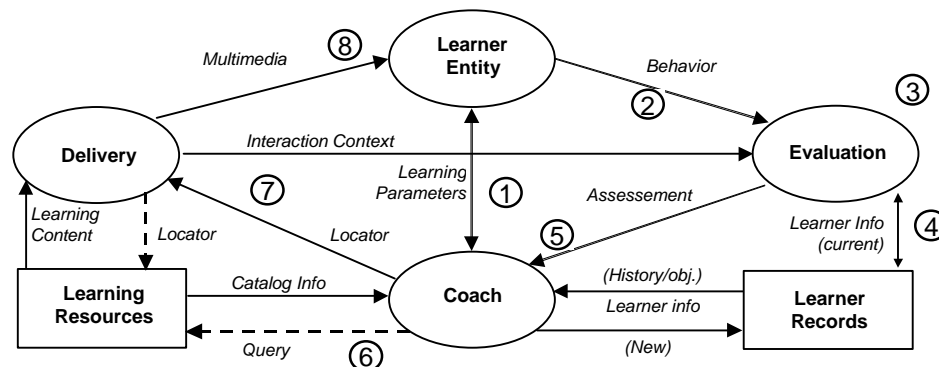 8
Multimedia
Learner
Entity
Behavior
2
3
Delivery
Interaction Context
Evaluation
Learning
Parameters
1
7
Assessement
Learning
Content
Locator
Locator
5
Learner Info
(current)
4
Learning
Resources
Catalog Info
Coach
(History/obj.)
Learner info
Learner
Records
Query
6
(New)